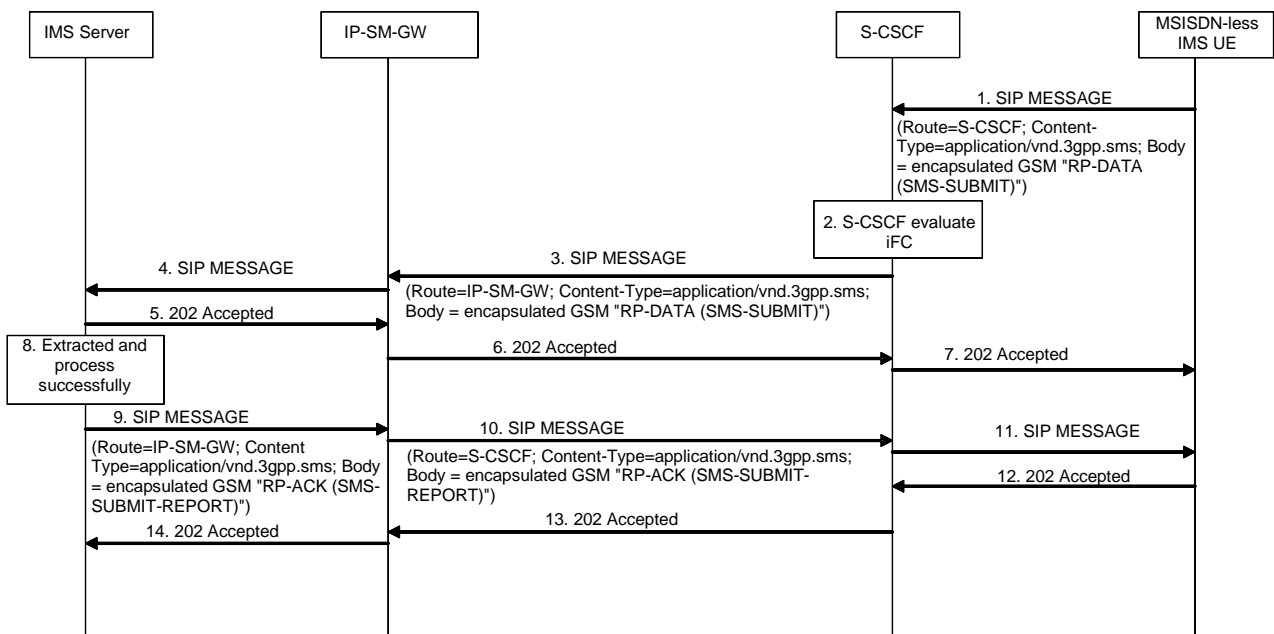 IMS Server
IP-SM-GW
S-CSCF
MSISDN-less
IMS UE
1. SIP MESSAGE
(Route=S-CSCF; Content-
Type=application/vnd.3gpp.sms; Body
= encapsulated GSM "RP-DATA
(SMS-SUBMIT)")
2. S-CSCF evaluate
iFC
3. SIP MESSAGE
4. SIP MESSAGE
(Route=IP-SM-GW; Content-Type=application/vnd.3gpp.sms;
Body = encapsulated GSM "RP-DATA (SMS-SUBMIT)")
5. 202 Accepted
6. 202 Accepted
7. 202 Accepted
8. Extracted and
process
successfully
9. SIP MESSAGE
(Route=IP-SM-GW; Content
Type=application/vnd.3gpp.sms; Body
= encapsulated GSM "RP-ACK (SMS-
SUBMIT-REPORT)")
10. SIP MESSAGE
(Route=S-CSCF; Content-Type=application/vnd.3gpp.sms;
Body = encapsulated GSM "RP-ACK (SMS-SUBMIT-
REPORT)")
11. SIP MESSAGE
12. 202 Accepted
13. 202 Accepted
14. 202 Accepted